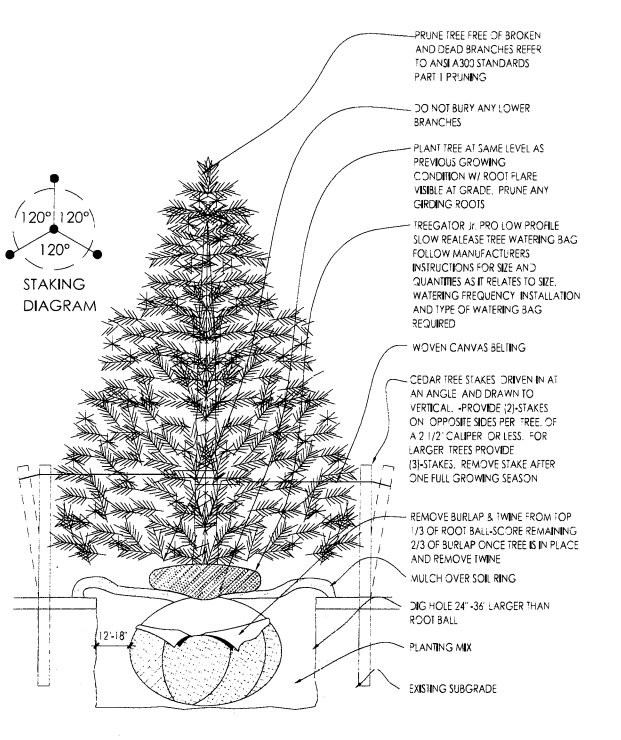 PRUNE TREE FREE OF BROKEN
AND DEAD BRANCHES REFER
TO ANSI A300 STANDARDS
PART 1 PRUNING
DO NOT BURY ANY LOWER
BRANCHES
PLANT TREE AT SAME LEVEL AS
PREVIOUS GROWING
CONDITION W/ ROOT FLARE
VISIBLE AT GRADE. PRUNE ANY
GIRDING ROOTS
TREEGATOR Jr. PRO LOW PROFILE
SLOW REALEASE TREE WATERING BAG
FOLLOW MANUFACTURERS
INSTRUCTIONS FOR SIZE AND
QUANTITIES AS IT RELATES TO SIZE,
WATERING FREQUENCY INSTALLATION
AND TYPE OF WATERING BAG
REQUIRED
WOVEN CANVAS BELTING
CEDAR TREE STAKES DRIVEN IN AT
AN ANGLE AND DRAWN TO
VERTICAL. -PROVIDE (2)-STAKES
ON OPPOSITE SIDES PER TREE, OF
A 2 1/2" CALIPER OR LESS. FOR
LARGER TREES PROVIDE
(3)-STAKES. REMOVE STAKE AFTER
ONE FULL GROWING SEASON
REMOVE BURLAP & TWINE FROM TOP
1/3 OF ROOT BALL-SCORE REMAINING
2/3 OF BURLAP ONCE TREE IS IN PLACE
AND REMOVE TWINE
MULCH OVER SOIL RING
DIG HOLE 24"-36" LARGER THAN
ROOT BALL
PLANTING MIX
EXISTING SUBGRADE
120° 120°
120°
STAKING
DIAGRAM
12"-18"